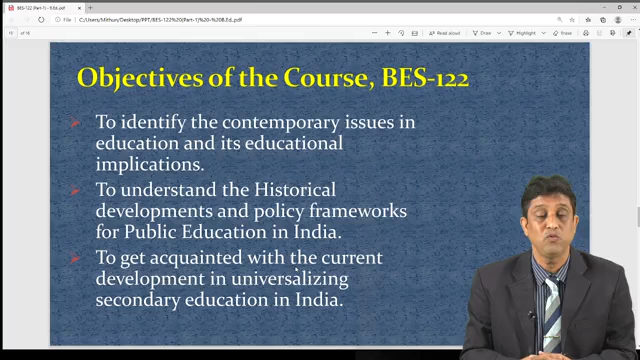 BES-122 (Part-1) - B.Ed..pdf
File | C:/Users/Mithun/Desktop/PPT/BES-122%20(Part-1)%20-%20B.Ed..pdf
of 15
Read aloud
Draw
Highlight
Erase
Objectives of the Course, BES-122
To identify the contemporary issues in
education and its educational
implications.
To understand the Historical
developments and policy frameworks
for Public Education in India.
To get acquainted with the current
development in universalizing
secondary education in India.